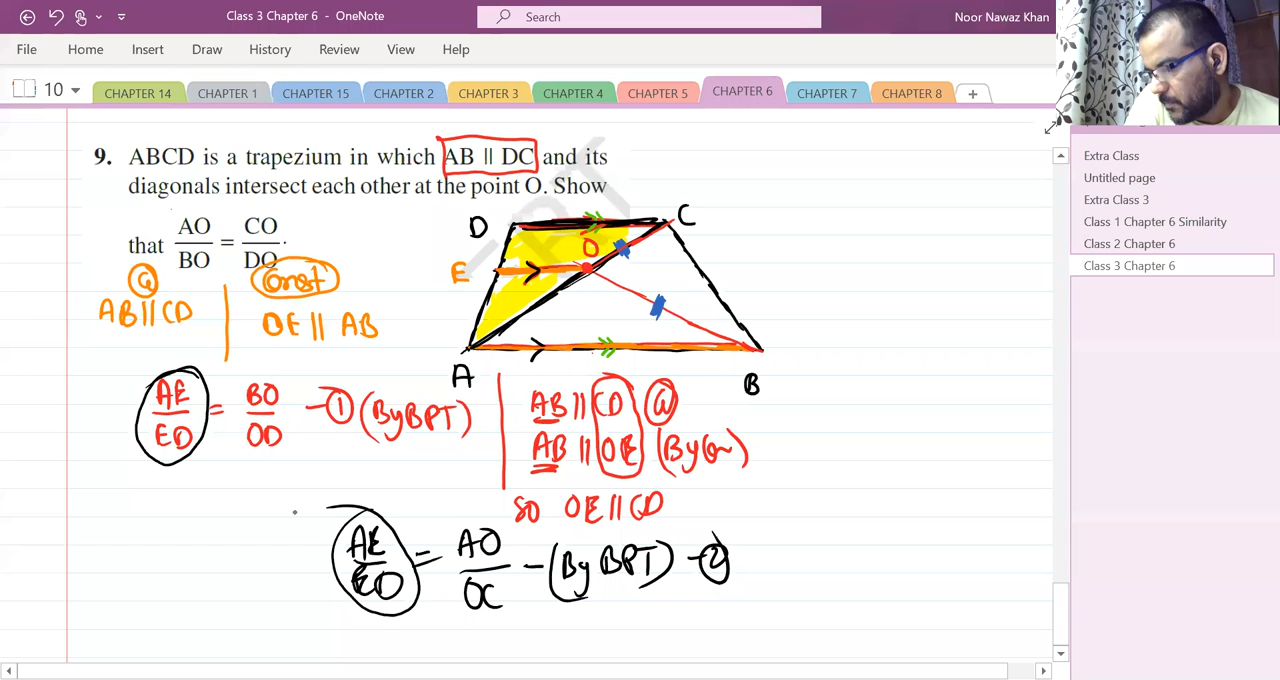 Class 3 Chapter 6 - OneNote
Search
Noor Nawaz Khan
File Home Insert Draw History Review View Help
10
CHAPTER 14 CHAPTER 1 CHAPTER 15 CHAPTER 2 CHAPTER 3 CHAPTER 4 CHAPTER 5 CHAPTER 6 CHAPTER 7 CHAPTER 8
Extra Class
Untitled page
Extra Class 3
Class 1 Chapter 6 Similarity
Class 2 Chapter 6
Class 3 Chapter 6
9. ABCD is a trapezium in which AB || DC and its
diagonals intersect each other at the point O. Show
that AO/BO = CO/DO.
D C
O
E
A B
G Const
AB || CD OE || AB
AE/ED = BO/OD - 1 (By BPT)
AB || CD G
AB || OE (By Con)
SO OE || CD
AE/ED = AO/OC - (By BPT) - 2